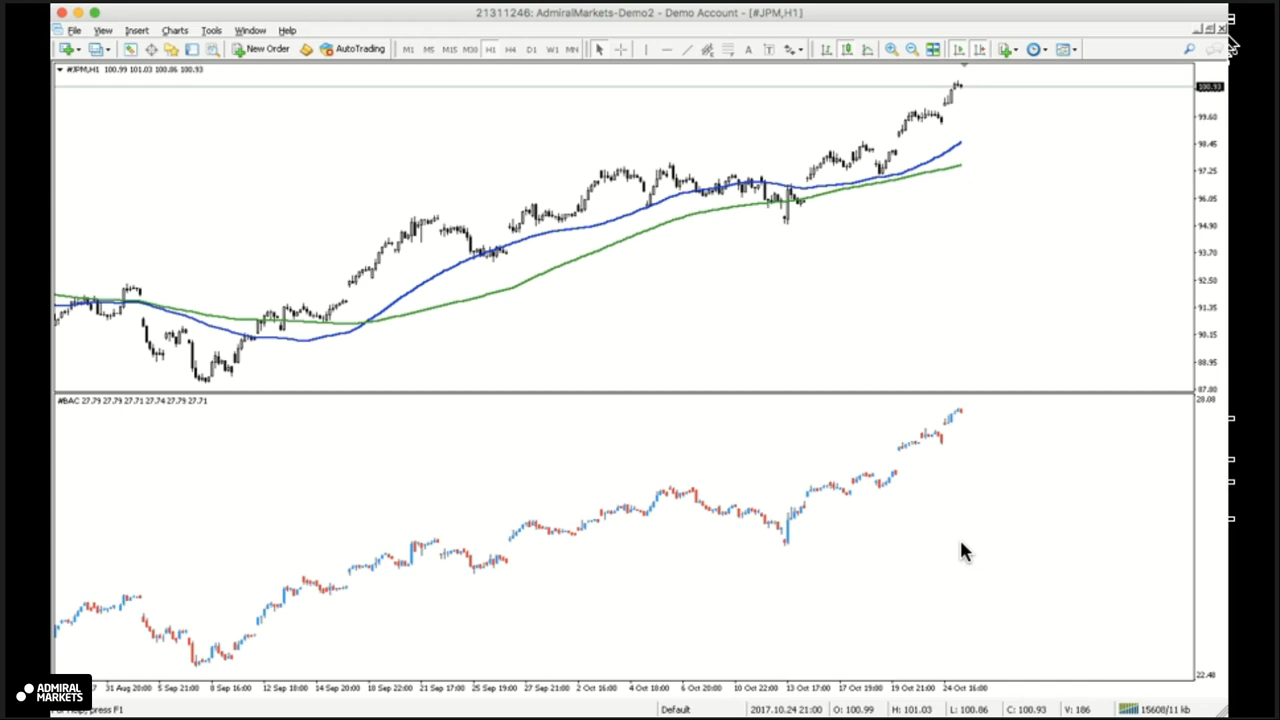 21311246: AdmiralMarkets-Demo2 - Demo Account - [#JPM,H1]
File View Insert Charts Tools Window Help
New Order AutoTrading M1 M5 M15 M30 H1 H4 D1 W1 MN A T
#JPM,H1 100.99 101.03 100.86 100.93
100.93
99.60
98.45
97.25
96.05
94.90
93.70
92.50
91.35
90.15
88.95
87.80
#BAC 27.79 27.79 27.71 27.74 27.79 27.71
28.08
22.48
7 31 Aug 20:00 5 Sep 21:00 8 Sep 16:00 12 Sep 18:00 14 Sep 20:00 18 Sep 22:00 21 Sep 17:00 25 Sep 19:00 27 Sep 21:00 2 Oct 16:00 4 Oct 18:00 6 Oct 20:00 10 Oct 22:00 13 Oct 17:00 17 Oct 19:00 19 Oct 21:00 24 Oct 16:00
ADMIRAL
MARKETS
press F1 Default 2017.10.24 21:00 O: 100.99 H: 101.03 L: 100.86 C: 100.93 V: 186 15608/11 kb